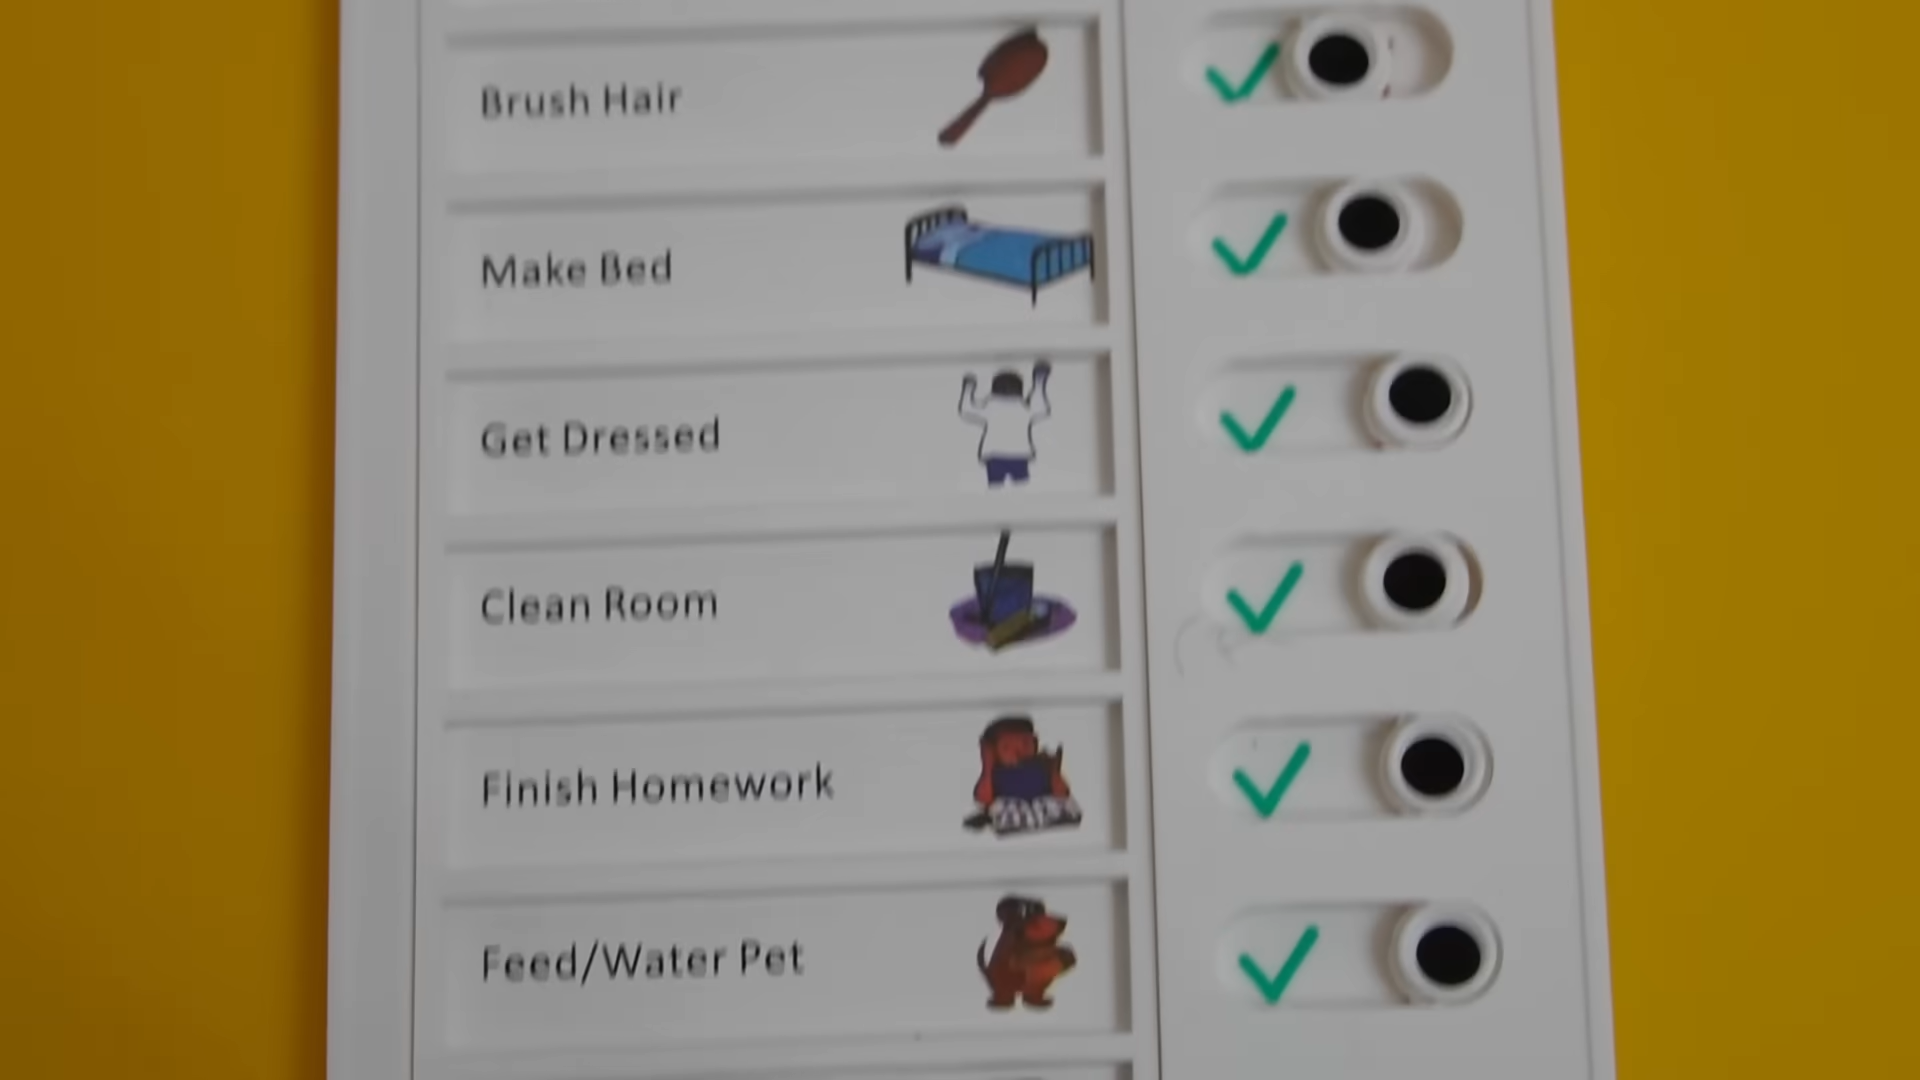 Brush Hair
Make Bed
Get Dressed
Clean Room
Finish Homework
Feed/Water Pet